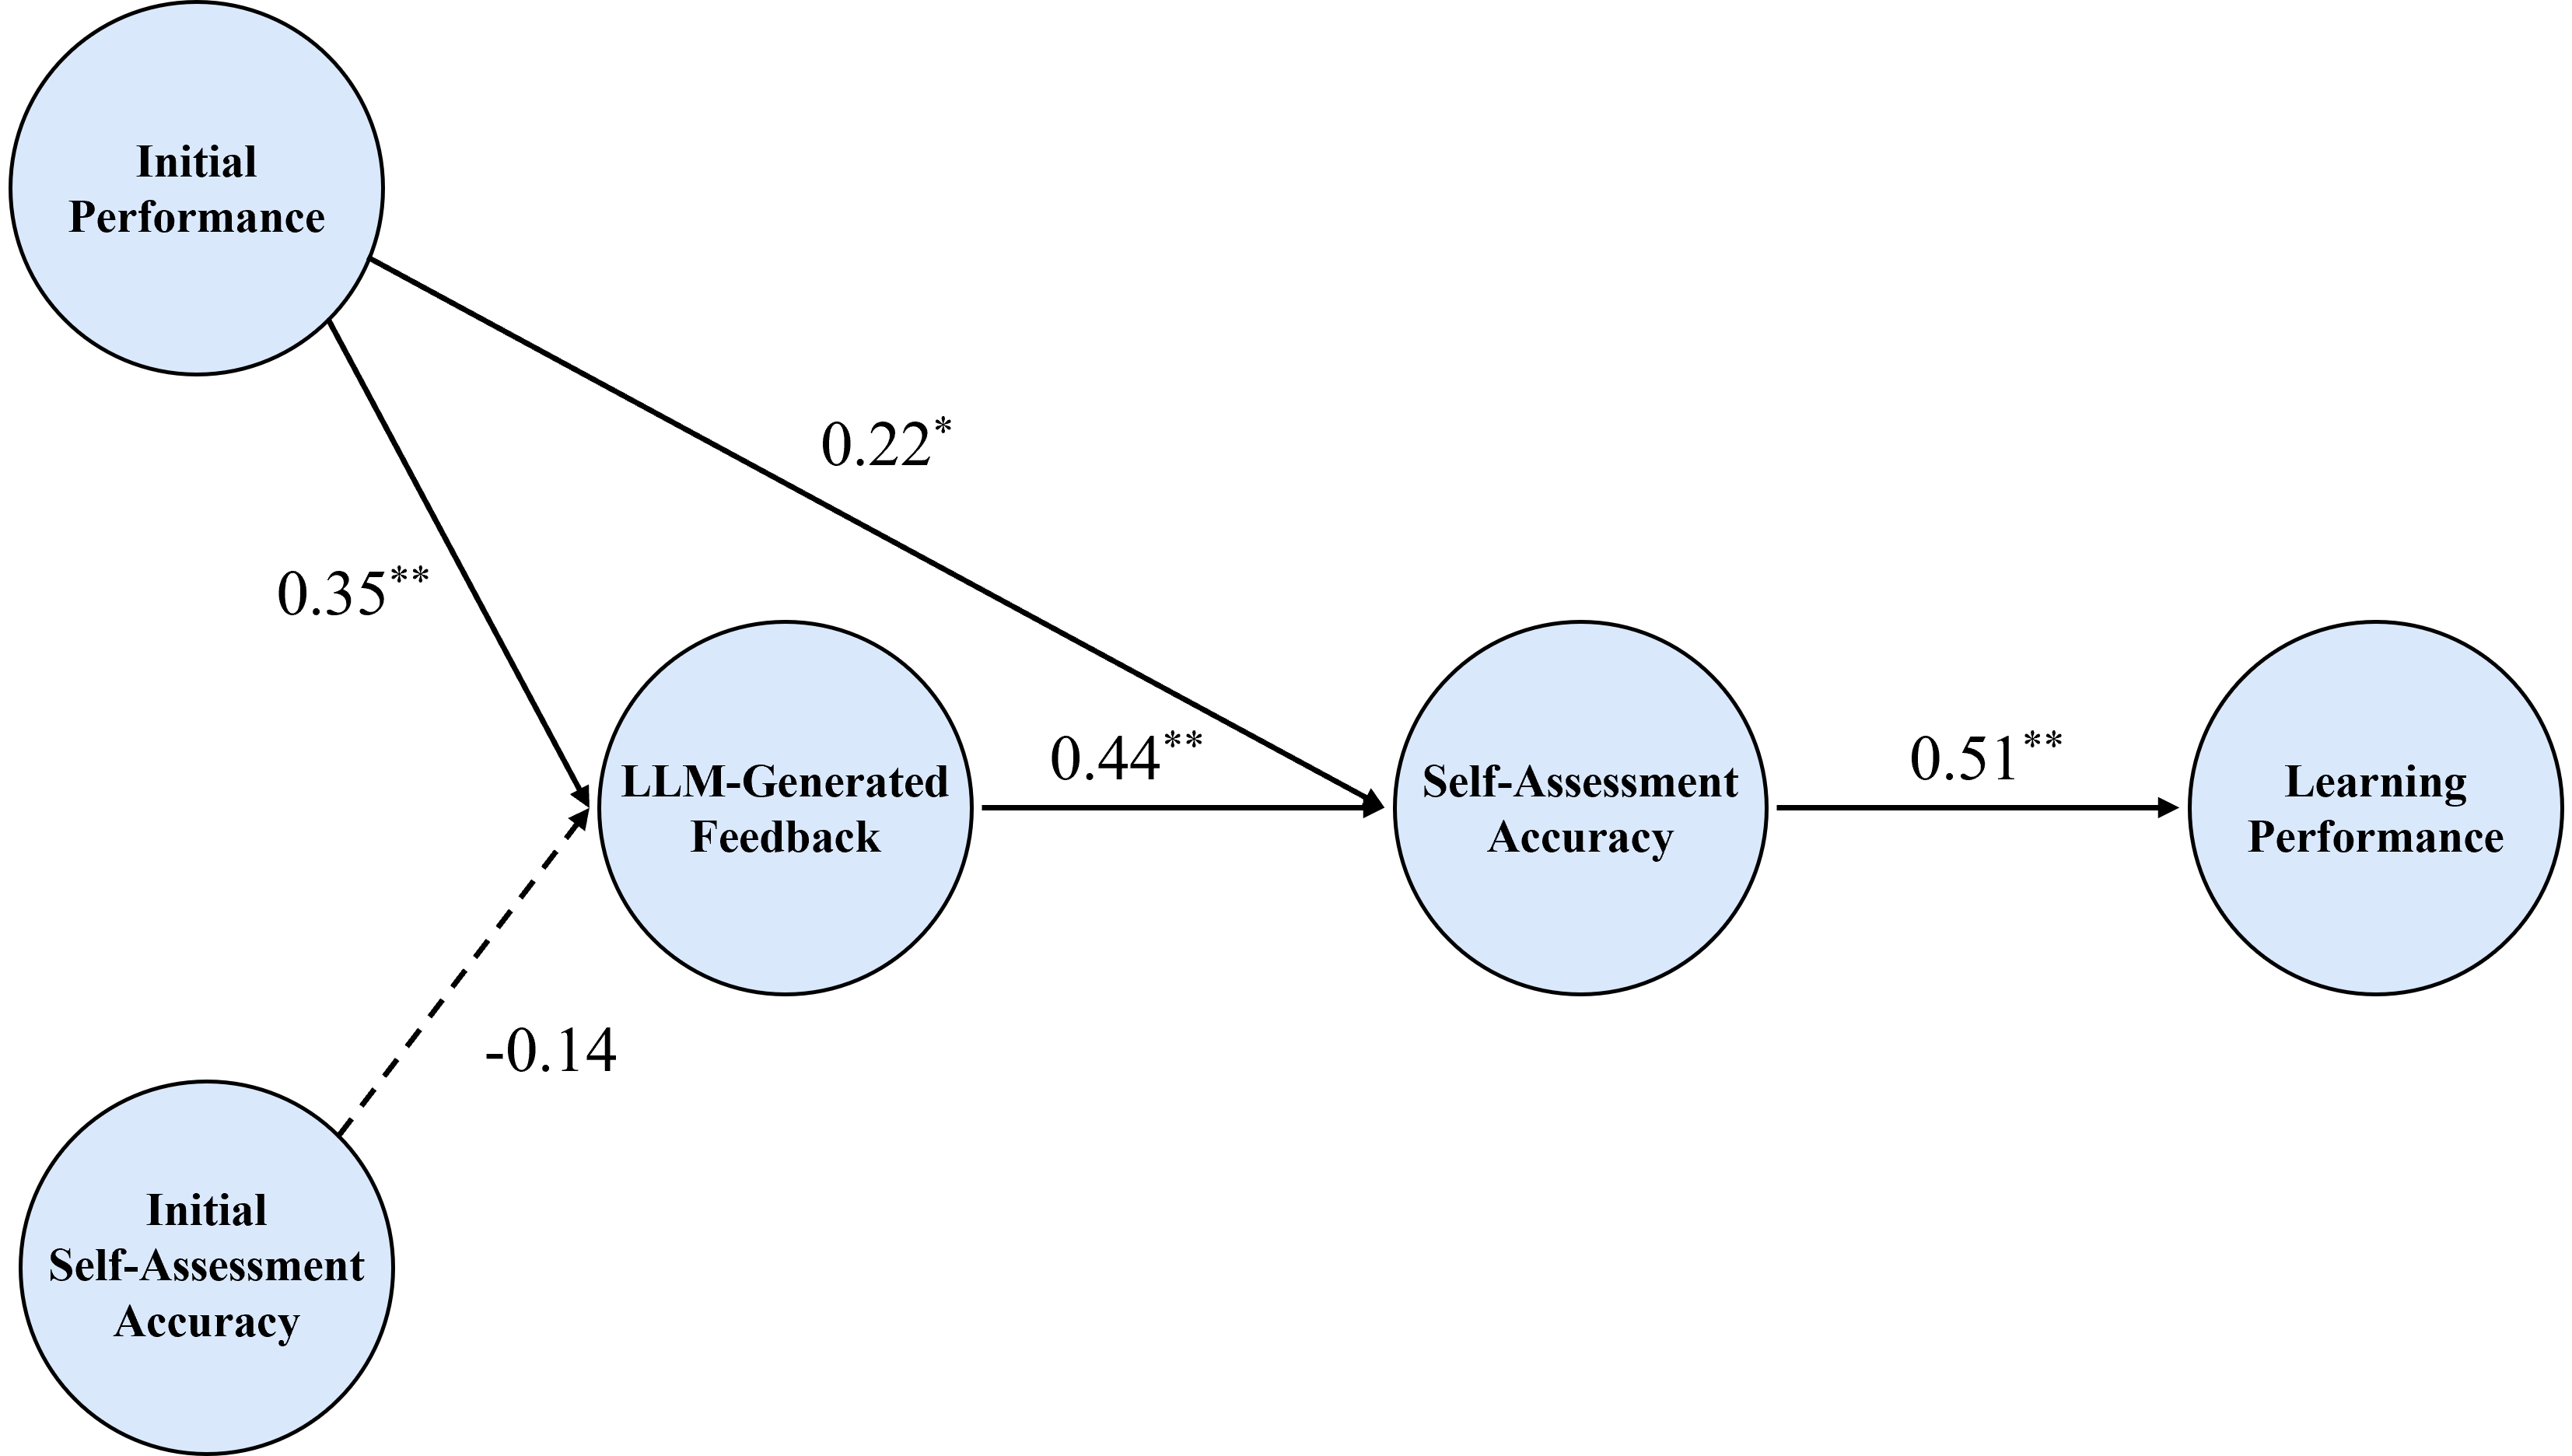 Initial
Performance
0.22*
0.35**
LLM-Generated
Feedback
0.44**
Self-Assessment
Accuracy
0.51**
Learning
Performance
-0.14
Initial
Self-Assessment
Accuracy